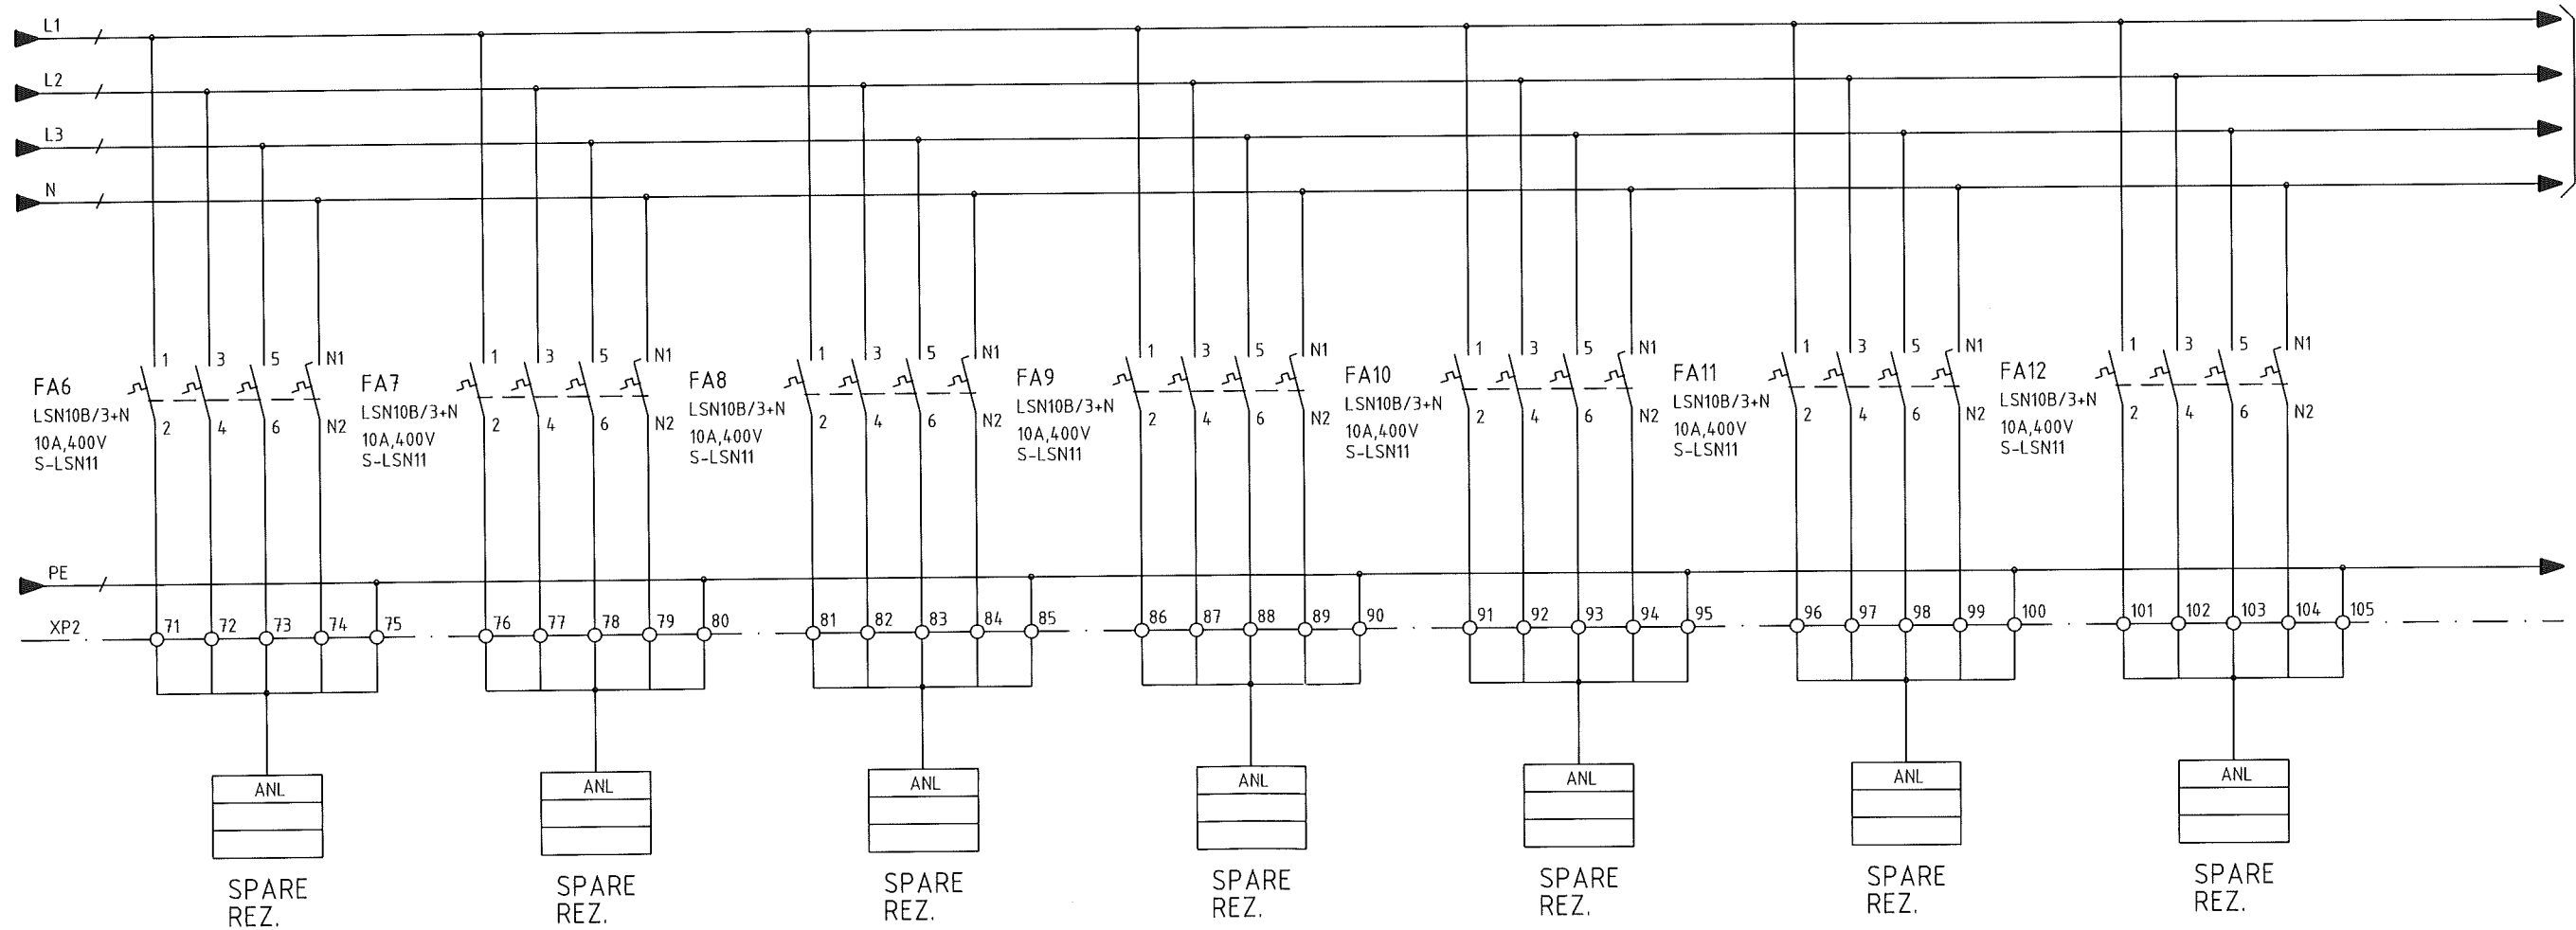 L1
L2
L3
N
1 3 5 N1
FA6
LSN10B/3+N
10A,400V
S-LSN11
2 4 6 N2
1 3 5 N1
FA7
LSN10B/3+N
10A,400V
S-LSN11
2 4 6 N2
1 3 5 N1
FA8
LSN10B/3+N
10A,400V
S-LSN11
2 4 6 N2
1 3 5 N1
FA9
LSN10B/3+N
10A,400V
S-LSN11
2 4 6 N2
1 3 5 N1
FA10
LSN10B/3+N
10A,400V
S-LSN11
2 4 6 N2
1 3 5 N1
FA11
LSN10B/3+N
10A,400V
S-LSN11
2 4 6 N2
1 3 5 N1
FA12
LSN10B/3+N
10A,400V
S-LSN11
2 4 6 N2
PE
XP2 71 72 73 74 75 76 77 78 79 80 81 82 83 84 85 86 87 88 89 90 91 92 93 94 95 96 97 98 99 100 101 102 103 104 105
ANL ANL ANL ANL ANL ANL ANL
SPARE SPARE SPARE SPARE SPARE SPARE SPARE
REZ. REZ. REZ. REZ. REZ. REZ. REZ.